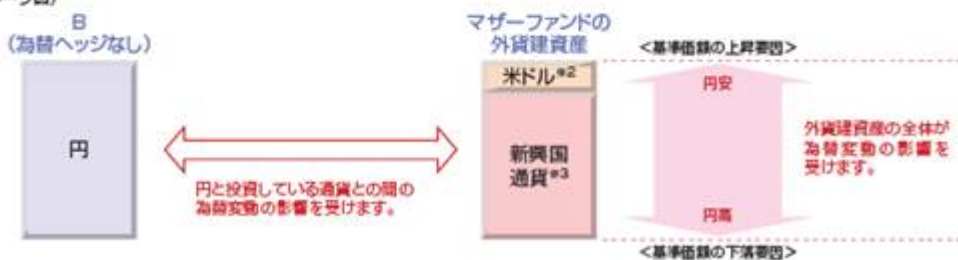 B
（為替ヘッジなし）
円
円と投資している通貨との間の
為替変動の影響を受けます。
マザーファンドの
外貨建資産
米ドル※2
新興国
通貨※3
<基準価額の上昇要因>
円安
外貨建資産の全体が
為替変動の影響を
受けます。
円高
<基準価額の下落要因>